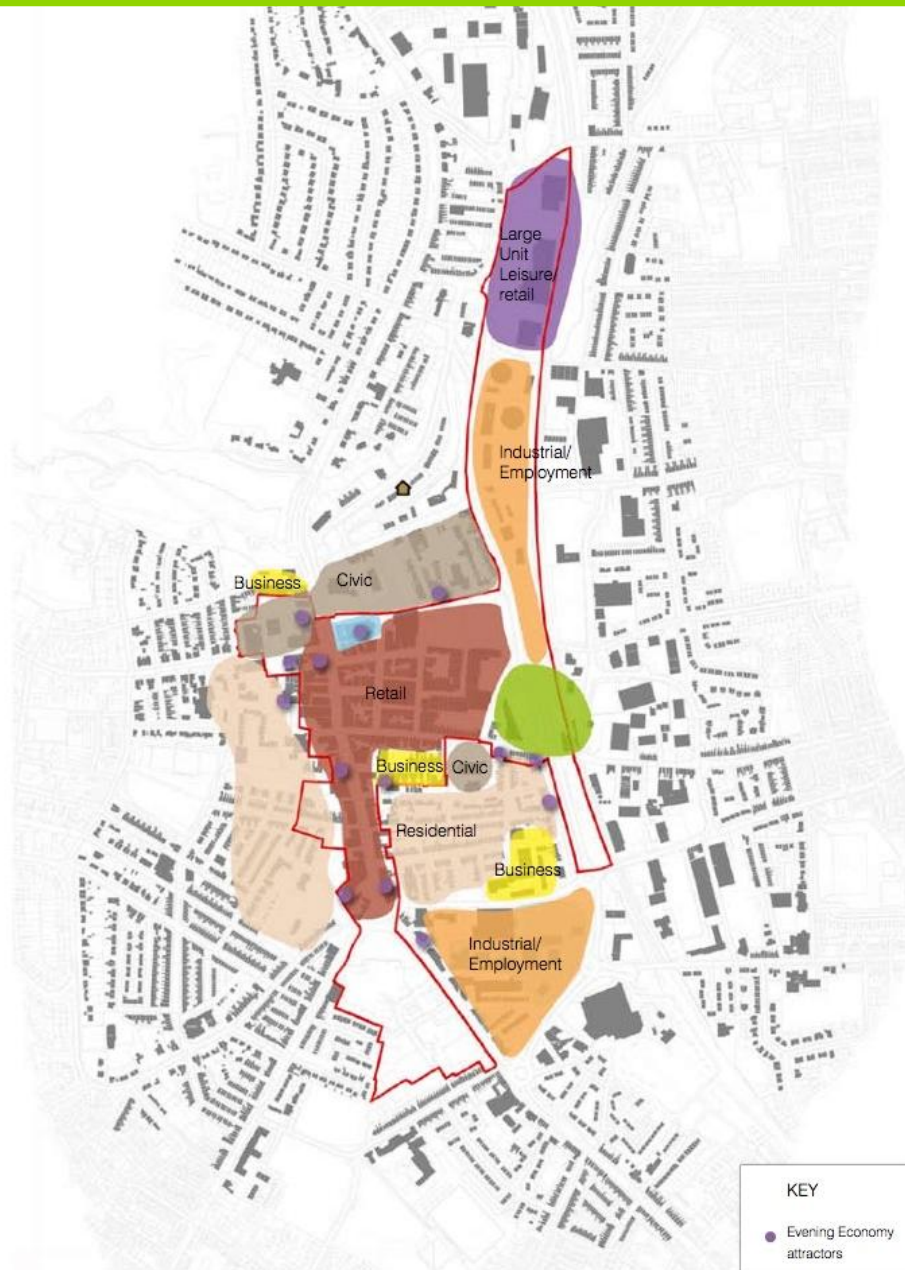 Large
Unit
Leisure/
retail
Industrial/
Employment
Business
Civic
Retail
Business
Civic
Residential
Business
Industrial/
Employment
KEY
Evening Economy
attractors